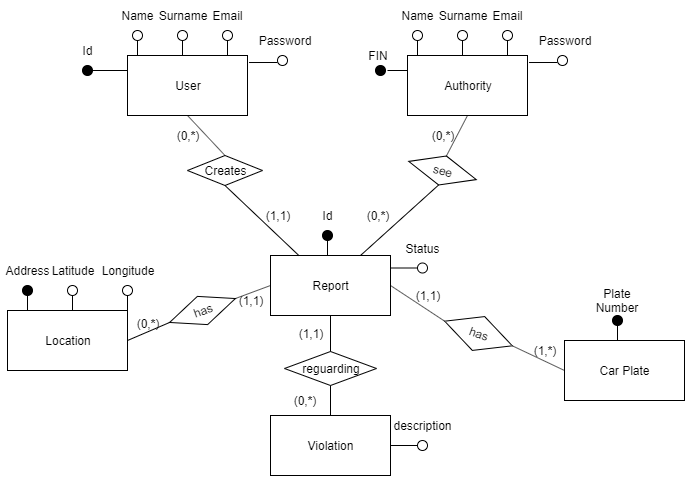 Name Surname Email
Name Surname Email
Id
Password
FIN
Password
User
Authority
(0,*)
(0,*)
Creates
see
(1,1)
Id
(0,*)
Status
Address Latitude Longitude
Report
(1,1)
(1,1)
Plate
Number
has
(0,*)
(1,1)
has
Location
(1,*)
reguarding
Car Plate
(0,*)
description
Violation